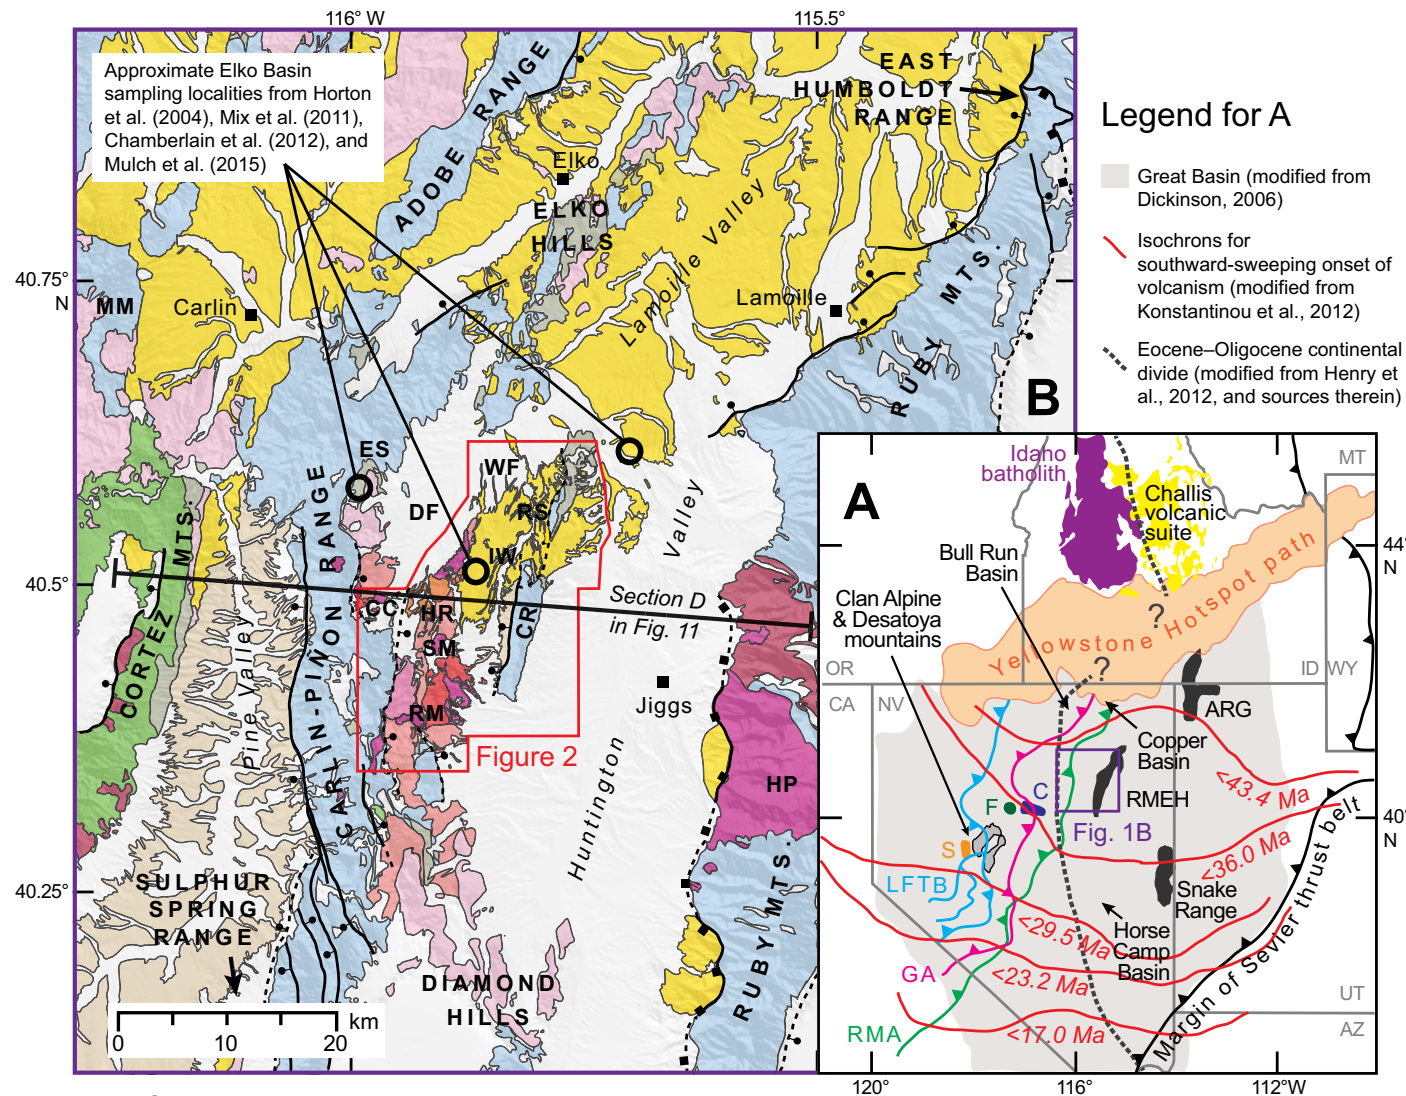 116° W
115.5°
Approximate Elko Basin
sampling localities from Horton
et al. (2004), Mix et al. (2011),
Chamberlain et al. (2012), and
Mulch et al. (2015)
ADOBE RANGE
EAST
HUMBOLDT
RANGE
Elko
ELKO
HILLS
Lamoille Valley
40.75°
N
MM
Carlin
Lamoille
RUBY MTS.
B
ES
WF
DF
RS
IW
CARLIN-PIÑON RANGE
CORTEZ MTS.
Pine Valley
40.5°
CC
HR
SM
RM
CR
Section D
in Fig. 11
Huntington Valley
Jiggs
Figure 2
HP
40.25°
SULPHUR
SPRING
RANGE
DIAMOND
HILLS
RUBY MTS.
km
0
10
20
Legend for A
Great Basin (modified from
Dickinson, 2006)
Isochrons for
southward-sweeping onset of
volcanism (modified from
Konstantinou et al., 2012)
Eocene–Oligocene continental
divide (modified from Henry et
al., 2012, and sources therein)
A
Idaho
batholith
Challis
volcanic
suite
MT
Bull Run
Basin
44°
N
Clan Alpine
& Desatoya
mountains
Yellowstone Hotspot path
?
?
OR
ID
WY
CA
NV
ARG
Copper
Basin
<43.4 Ma
F
C
RMEH
Fig. 1B
40°
N
S
<36.0 Ma
LFTB
Snake
Range
<29.5 Ma
Horse
Camp
Basin
GA
<23.2 Ma
RMA
<17.0 Ma
Margin of Sevier thrust belt
UT
AZ
120°
116°
112°W